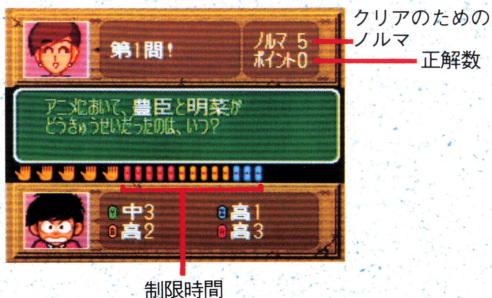 クリアのための
ノルマ
正解数
第1問!
ノルマ 5
ポイント0
アニメにおいて、豊臣と明菜が
どうきゅうせいだったのは、いつ?
中3
高1
高2
高3
制限時間